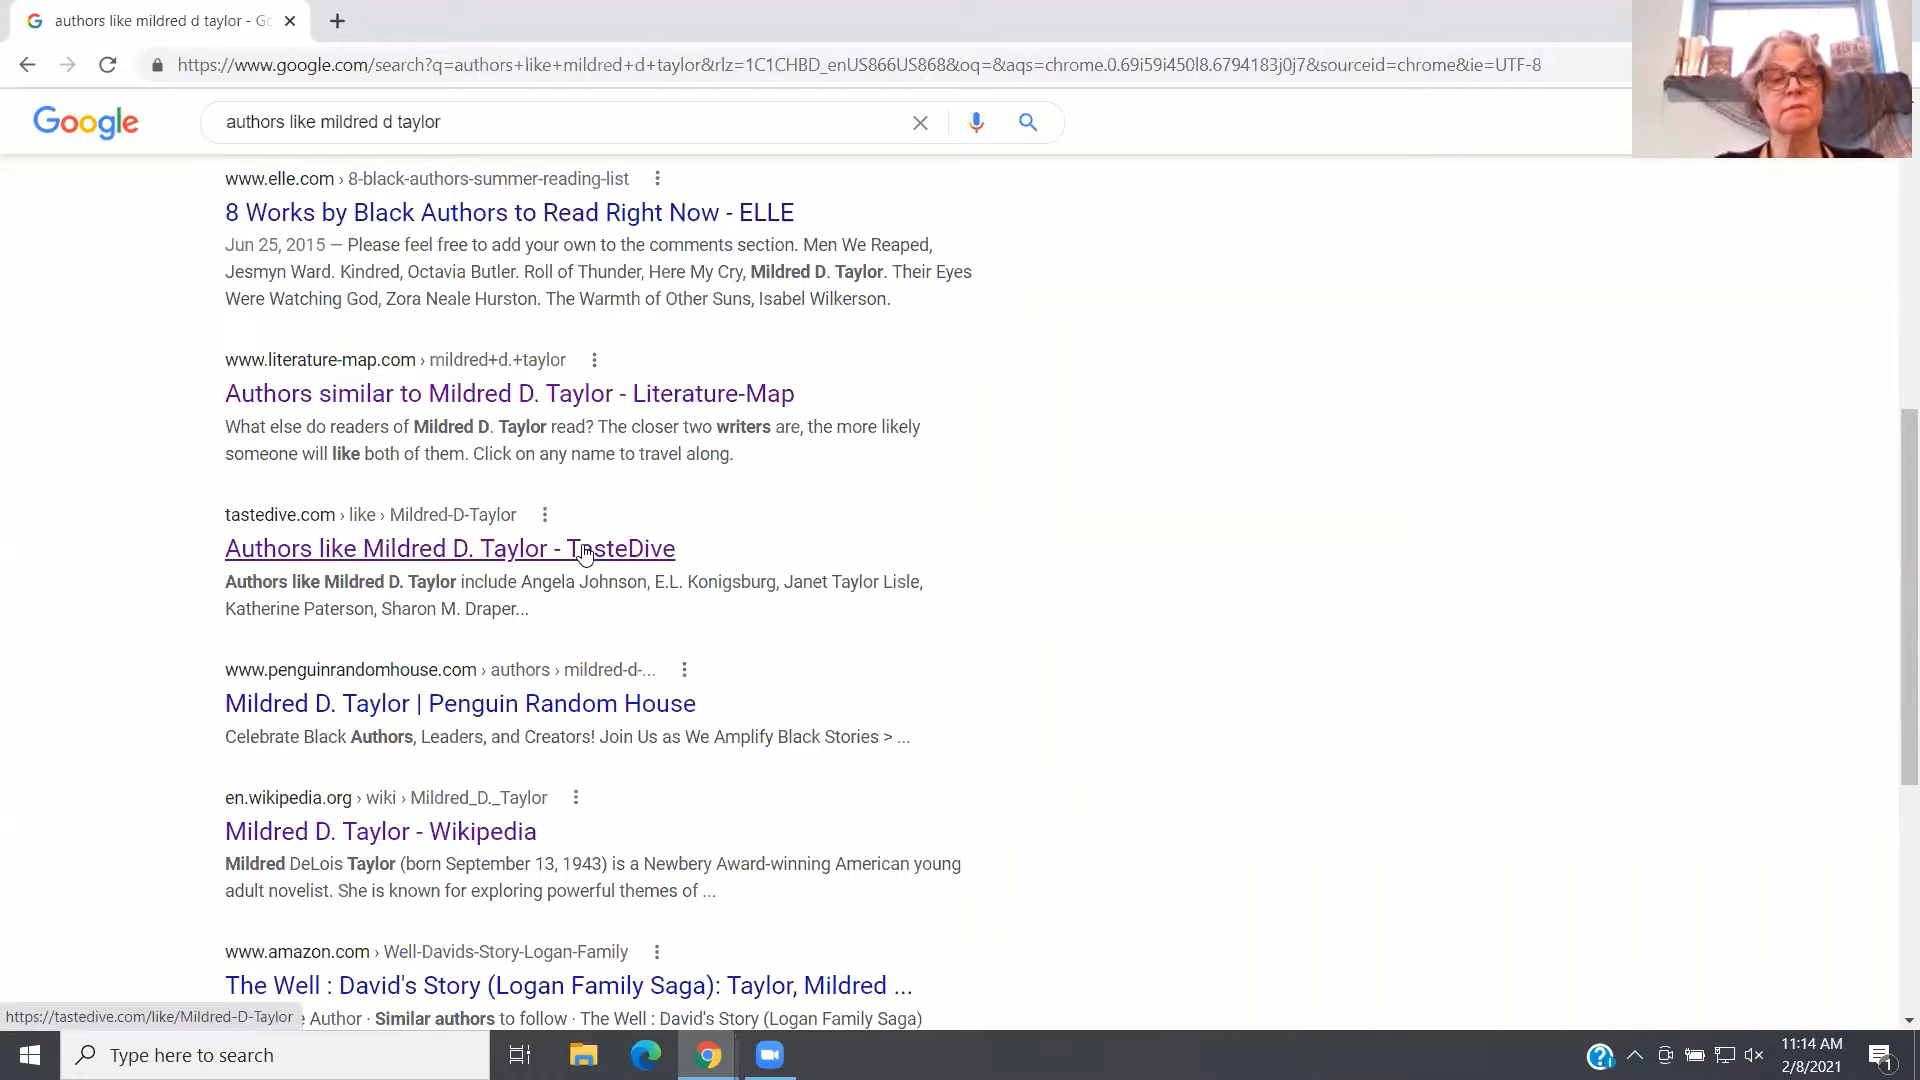 authors like mildred d taylor - Go
https://www.google.com/search?q=authors+like+mildred+d+taylor&rlz=1C1CHBD_enUS866US868&oq=&aqs=chrome.0.69i59i450l8.6794183j0j7&sourceid=chrome&ie=UTF-8
Google
authors like mildred d taylor
www.elle.com › 8-black-authors-summer-reading-list
8 Works by Black Authors to Read Right Now - ELLE
Jun 25, 2015 — Please feel free to add your own to the comments section. Men We Reaped,
Jesmyn Ward. Kindred, Octavia Butler. Roll of Thunder, Here My Cry, Mildred D. Taylor. Their Eyes
Were Watching God, Zora Neale Hurston. The Warmth of Other Suns, Isabel Wilkerson.
www.literature-map.com › mildred+d.+taylor
Authors similar to Mildred D. Taylor - Literature-Map
What else do readers of Mildred D. Taylor read? The closer two writers are, the more likely
someone will like both of them. Click on any name to travel along.
tastedive.com › like › Mildred-D-Taylor
Authors like Mildred D. Taylor - TasteDive
Authors like Mildred D. Taylor include Angela Johnson, E.L. Konigsburg, Janet Taylor Lisle,
Katherine Paterson, Sharon M. Draper...
www.penguinrandomhouse.com › authors › mildred-d-...
Mildred D. Taylor | Penguin Random House
Celebrate Black Authors, Leaders, and Creators! Join Us as We Amplify Black Stories > ...
en.wikipedia.org › wiki › Mildred_D._Taylor
Mildred D. Taylor - Wikipedia
Mildred DeLois Taylor (born September 13, 1943) is a Newbery Award-winning American young
adult novelist. She is known for exploring powerful themes of ...
www.amazon.com › Well-Davids-Story-Logan-Family
The Well : David's Story (Logan Family Saga): Taylor, Mildred ...
https://tastedive.com/like/Mildred-D-Taylor
e Author · Similar authors to follow · The Well : David's Story (Logan Family Saga)
Type here to search
11:14 AM
2/8/2021
1